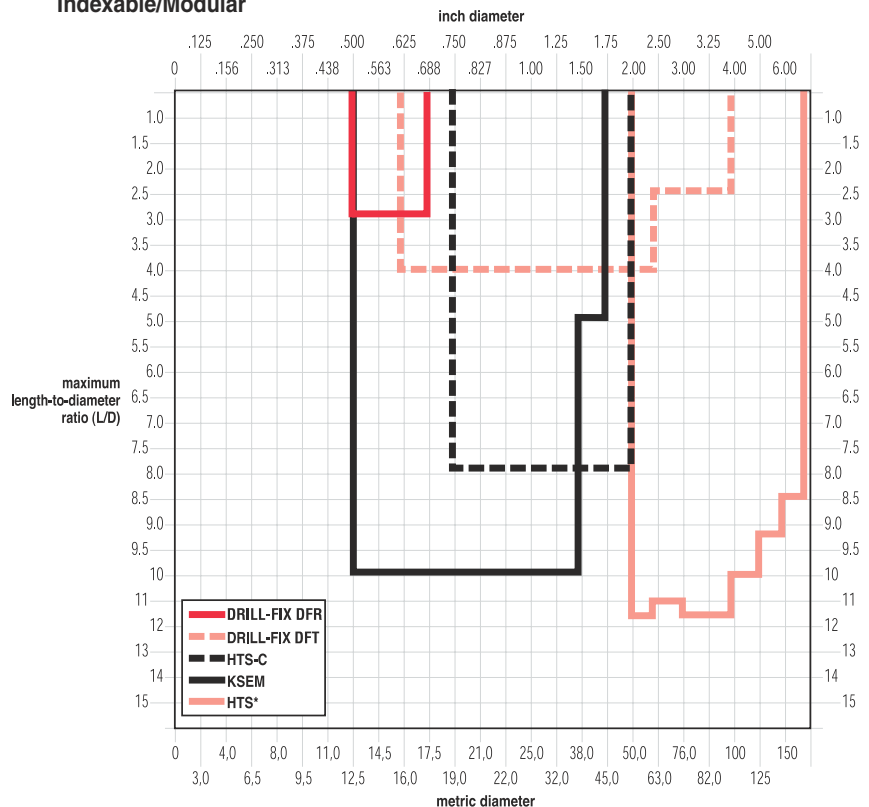 Indexable/Modular
inch diameter
.125 .250 .375 .500 .625 .750 .875 1.25 1.75 2.50 3.25 5.00
0 .156 .313 .438 .563 .688 .827 1.00 1.50 2.00 3.00 4.00 6.00
1.0 1.0
1.5 1.5
2.0 2.0
2.5 2.5
3.0 3.0
3.5 3.5
4.0 4.0
4.5 4.5
5.0 5.0
5.5 5.5
6.0 6.0
maximum
length-to-diameter
ratio (L/D)
6.5 6.5
7.0 7.0
7.5 7.5
8.0 8.0
8.5 8.5
9.0 9.0
9.5 9.5
10 10
11 11
12 12
13 13
14 14
15 15
DRILL-FIX DFR
DRILL-FIX DFT
HTS-C
KSEM
HTS*
0 4,0 8,0 11,0 14,5 17,5 21,0 25,0 38,0 50,0 76,0 100 150
3,0 6,5 9,5 12,5 16,0 19,0 22,0 32,0 45,0 63,0 82,0 125
metric diameter